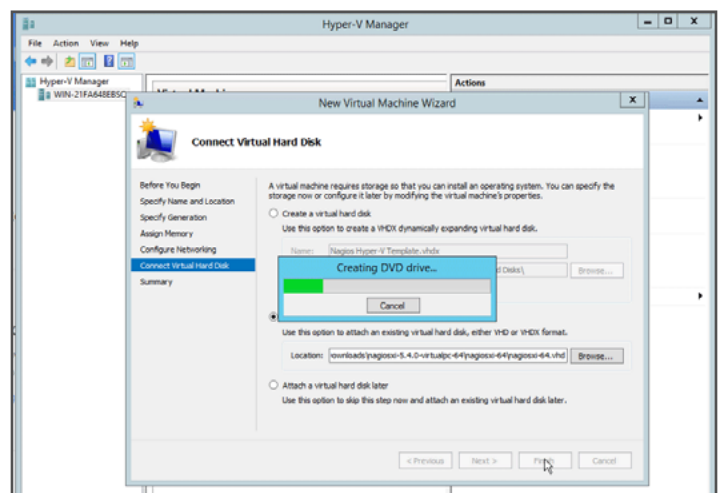 Hyper-V Manager
File Action View Help
Hyper-V Manager
WIN-21FA648EBSC
Actions
New Virtual Machine Wizard
Connect Virtual Hard Disk
Before You Begin
Specify Name and Location
Specify Generation
Assign Memory
Configure Networking
Connect Virtual Hard Disk
Summary
A virtual machine requires storage so that you can install an operating system. You can specify the
storage now or configure it later by modifying the virtual machine's properties.
Create a virtual hard disk
Use this option to create a VHDX dynamically expanding virtual hard disk.
Name: Nagios Hyper-V Template.vhdx
Creating DVD drive...
d Disks\ Browse...
Cancel
Use this option to attach an existing virtual hard disk, either VHD or VHDX format.
Location: ownloads\nagiosxi-5.4.0-virtualpc-64\nagiosxi-64\nagiosxi-64.vhd Browse...
Attach a virtual hard disk later
Use this option to skip this step now and attach an existing virtual hard disk later.
< Previous Next > Finish Cancel